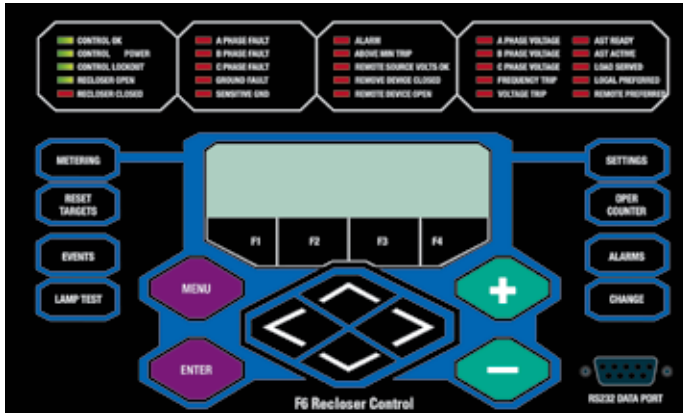 CONTROL OK
CONTROL POWER
CONTROL LOCKOUT
RECLOSER OPEN
RECLOSER CLOSED
A PHASE FAULT
B PHASE FAULT
C PHASE FAULT
GROUND FAULT
SENSITIVE GND
ALARM
ABOVE MIN TRIP
REMOTE SOURCE VOLTS OK
REMOVE DEVICE CLOSED
REMOTE DEVICE OPEN
A PHASE VOLTAGE
B PHASE VOLTAGE
C PHASE VOLTAGE
FREQUENCY TRIP
VOLTAGE TRIP
AST READY
AST ACTIVE
LOAD SERVED
LOCAL PREFERRED
REMOTE PREFERRED
METERING
RESET
TARGETS
EVENTS
LAMP TEST
F1 F2 F3 F4
MENU
ENTER
SETTINGS
OPER
COUNTER
ALARMS
CHANGE
+
−
F6 Recloser Control
RS232 DATA PORT